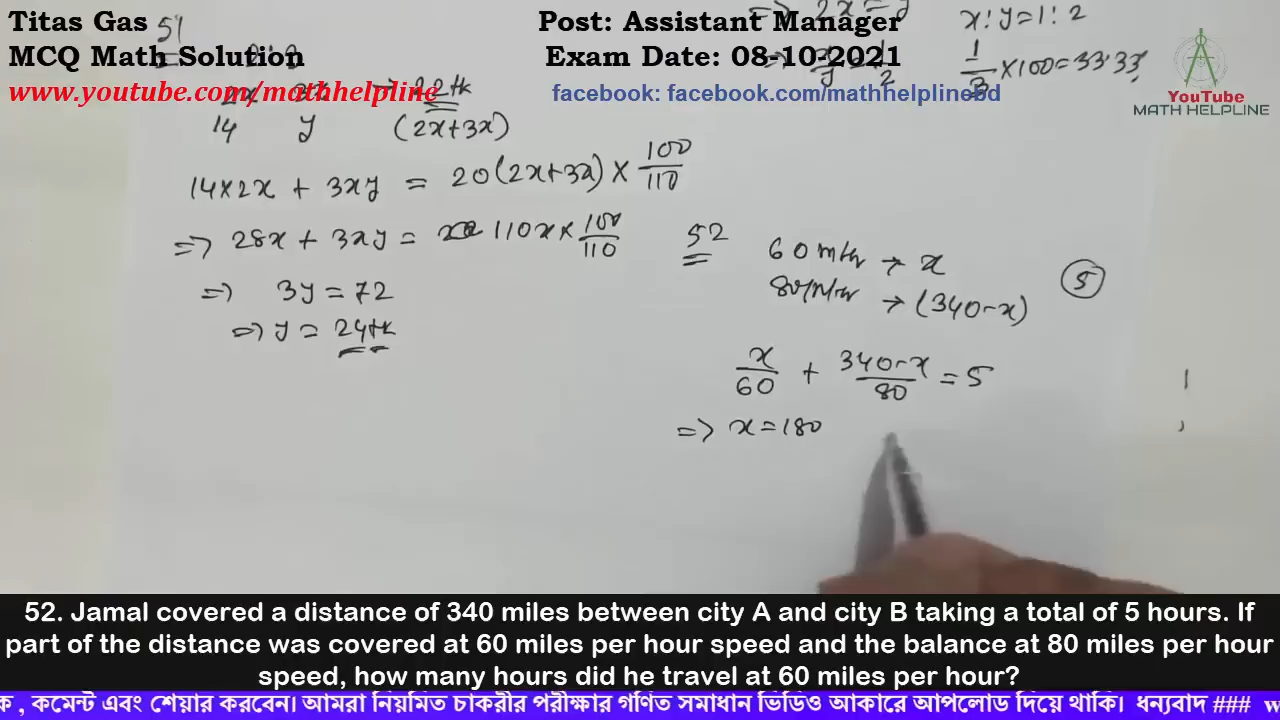 Titas Gas
Post: Assistant Manager
MCQ Math Solution
Exam Date: 08-10-2021
www.youtube.com/mathhelpline
facebook: facebook.com/mathhelplinebd
YouTube
MATH HELPLINE
51
2x = y
x:y=1:2
x/y = 1/2
1/3 ×100=33.33
14 y (2x+3x)
14×2x + 3xy = 20(2x+3x) × 100/110
=> 28x + 3xy = 110x × 100/110
=> 3y = 72
=> y = 24tk
52
60 m/hr → x
80 m/hr → (340-x)
5
x/60 + 340-x/80 = 5
=> x=180
52. Jamal covered a distance of 340 miles between city A and city B taking a total of 5 hours. If
part of the distance was covered at 60 miles per hour speed and the balance at 80 miles per hour
speed, how many hours did he travel at 60 miles per hour?
ক , কমেন্ট এবং শেয়ার করবেন। আমরা নিয়মিত চাকরীর পরীক্ষার গণিত সমাধান ভিডিও আকারে আপলোড দিয়ে থাকি। ধন্যবাদ ### w